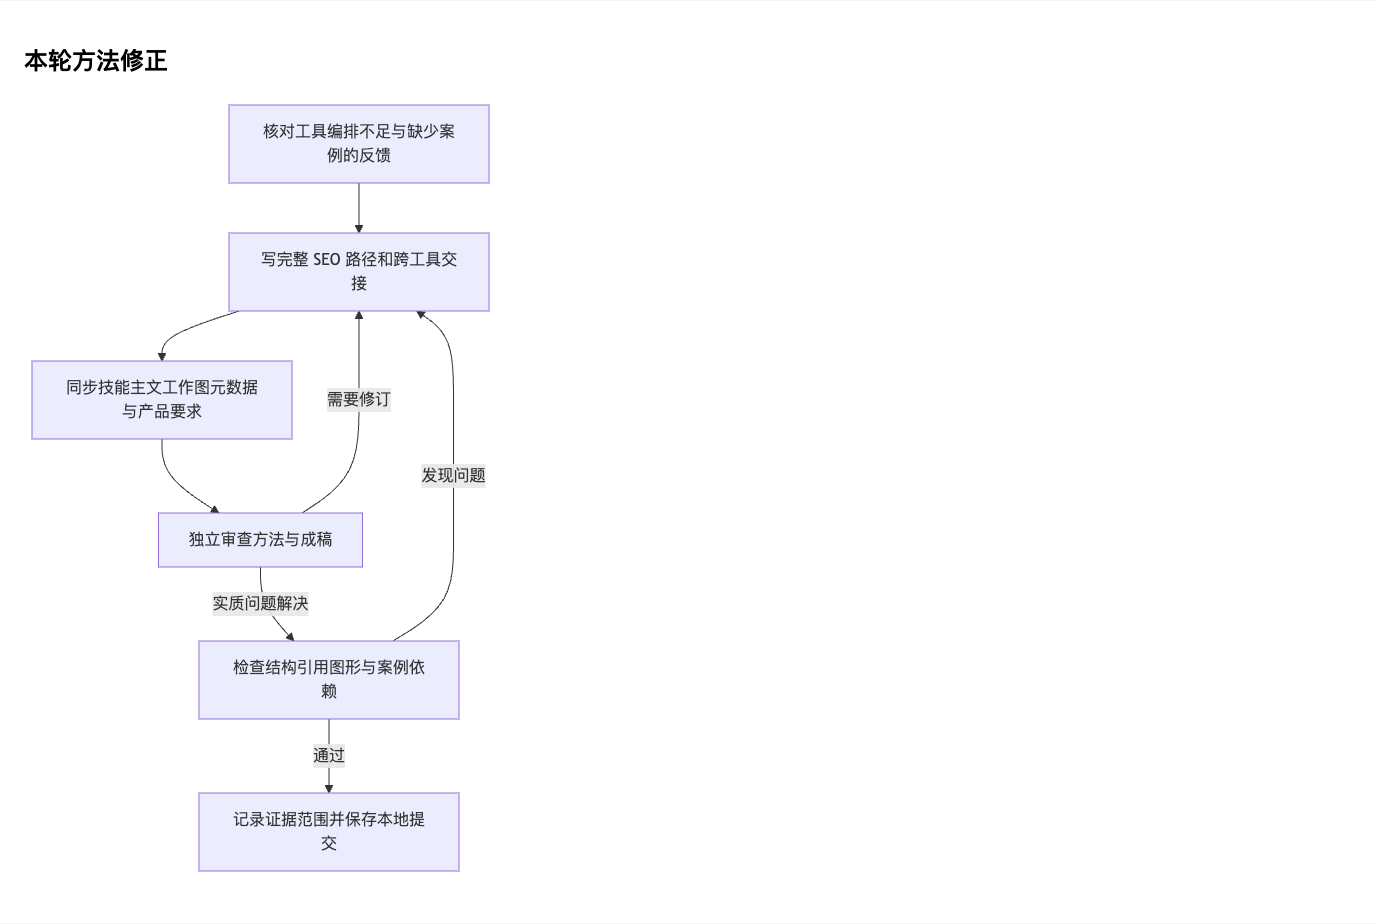 本轮方法修正
核对工具编排不足与缺少案
例的反馈
写完整 SEO 路径和跨工具交
接
同步技能主文工作图元数据
与产品要求
需要修订
发现问题
独立审查方法与成稿
实质问题解决
检查结构引用图形与案例依
赖
通过
记录证据范围并保存本地提
交